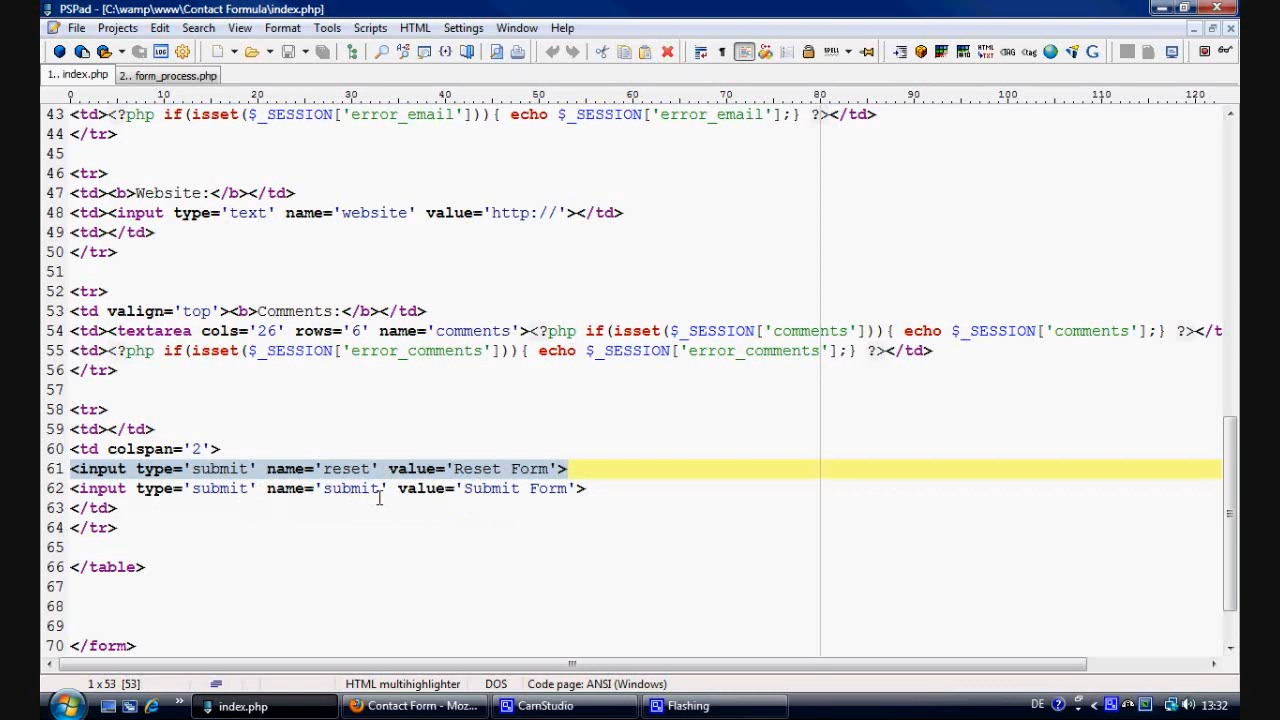 PSPad - [C:\wamp\www\Contact Formula\index.php]
File Projects Edit Search View Format Tools Scripts HTML Settings Window Help
1.. index.php 2.. form_process.php
0 10 20 30 40 50 60 70 80 90 100 110 120
43 <td><?php if(isset($_SESSION['error_email'])){ echo $_SESSION['error_email'];} ?></td>
44 </tr>
45
46 <tr>
47 <td><b>Website:</b></td>
48 <td><input type='text' name='website' value='http://'></td>
49 <td></td>
50 </tr>
51
52 <tr>
53 <td valign='top'><b>Comments:</b></td>
54 <td><textarea cols='26' rows='6' name='comments'><?php if(isset($_SESSION['comments'])){ echo $_SESSION['comments'];} ?></t
55 <td><?php if(isset($_SESSION['error_comments'])){ echo $_SESSION['error_comments'];} ?></td>
56 </tr>
57
58 <tr>
59 <td></td>
60 <td colspan='2'>
61 <input type='submit' name='reset' value='Reset Form'>
62 <input type='submit' name='submit' value='Submit Form'>
63 </td>
64 </tr>
65
66 </table>
67
68
69
70 </form>
1 x 53 [53] HTML multihighlighter DOS Code page: ANSI (Windows)
index.php Contact Form - Moz... CamStudio Flashing DE 13:32